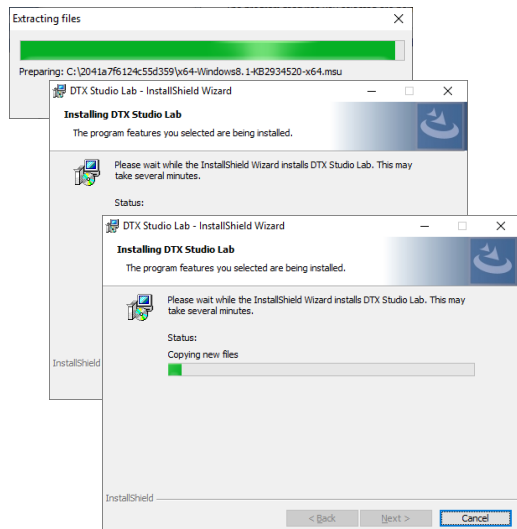 Extracting files
Preparing: C:\2041a7f6124c55d359\x64-Windows8.1-KB2934520-x64.msu
DTX Studio Lab - InstallShield Wizard
Installing DTX Studio Lab
The program features you selected are being installed.
Please wait while the InstallShield Wizard installs DTX Studio Lab. This may
take several minutes.
Status:
InstallShield
DTX Studio Lab - InstallShield Wizard
Installing DTX Studio Lab
The program features you selected are being installed.
Please wait while the InstallShield Wizard installs DTX Studio Lab. This may
take several minutes.
Status:
Copying new files
InstallShield
< Back Next > Cancel